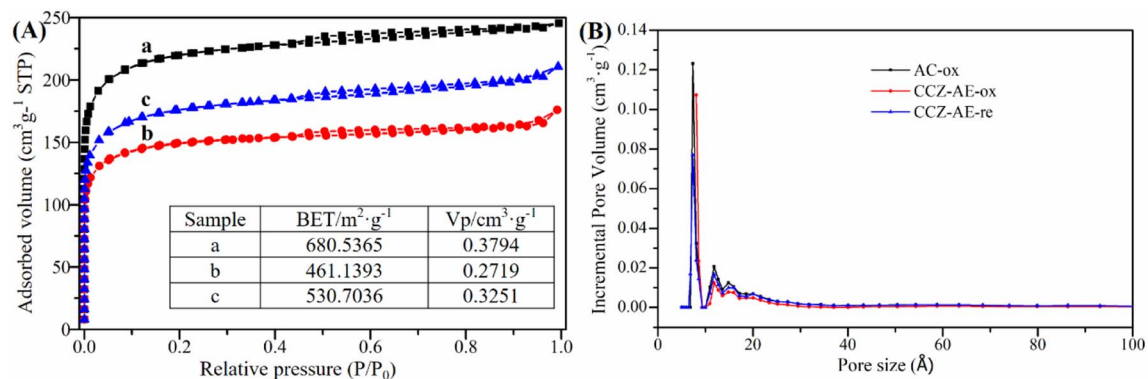 (A)
250
200
150
100
50
0
Adsorbed volume (cm³g-¹ STP)
a
c
b
Sample BET/m²·g⁻¹ Vp/cm³·g⁻¹
a 680.5365 0.3794
b 461.1393 0.2719
c 530.7036 0.3251
0.0 0.2 0.4 0.6 0.8 1.0
Relative pressure (P/P₀)
(B)
0.14
0.12
0.10
0.08
0.06
0.04
0.02
0.00
Incremental Pore Volume (cm³·g⁻¹)
AC-ox
CCZ-AE-ox
CCZ-AE-re
0 20 40 60 80 100
Pore size (Å)